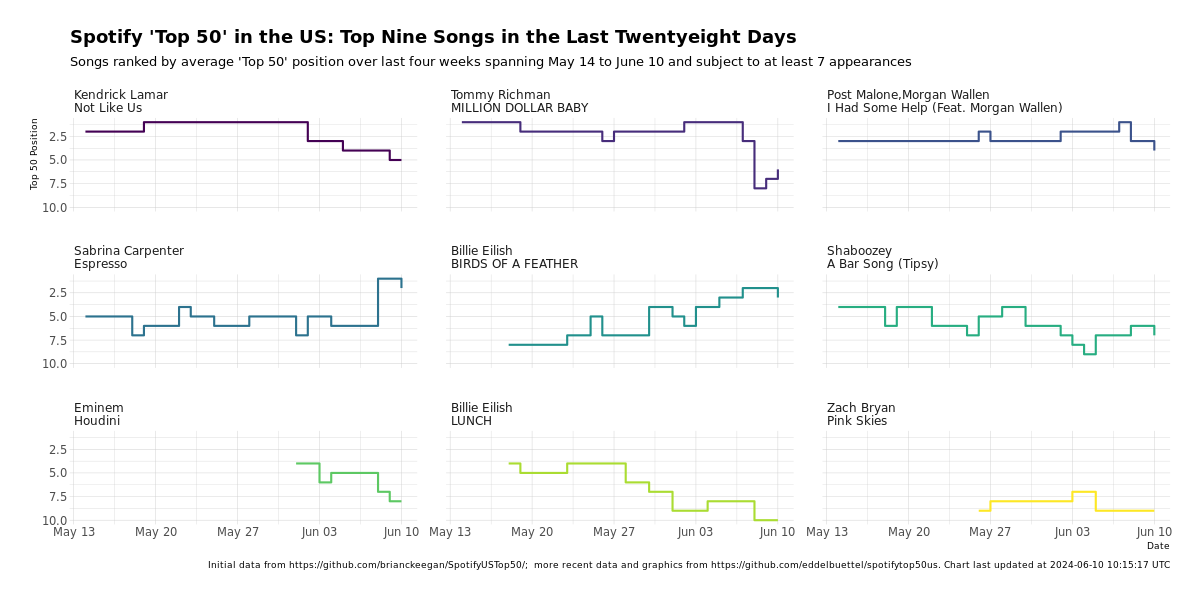 Spotify 'Top 50' in the US: Top Nine Songs in the Last Twentyeight Days
Songs ranked by average 'Top 50' position over last four weeks spanning May 14 to June 10 and subject to at least 7 appearances
Kendrick Lamar
Not Like Us
Tommy Richman
MILLION DOLLAR BABY
Post Malone,Morgan Wallen
I Had Some Help (Feat. Morgan Wallen)
Top 50 Position
2.5
5.0
7.5
10.0
Sabrina Carpenter
Espresso
Billie Eilish
BIRDS OF A FEATHER
Shaboozey
A Bar Song (Tipsy)
2.5
5.0
7.5
10.0
Eminem
Houdini
Billie Eilish
LUNCH
Zach Bryan
Pink Skies
2.5
5.0
7.5
10.0
May 13 May 20 May 27 Jun 03 Jun 10 May 13 May 20 May 27 Jun 03 Jun 10 May 13 May 20 May 27 Jun 03 Jun 10
Date
Initial data from https://github.com/brianckeegan/SpotifyUSTop50/;  more recent data and graphics from https://github.com/eddelbuettel/spotifytop50us. Chart last updated at 2024-06-10 10:15:17 UTC